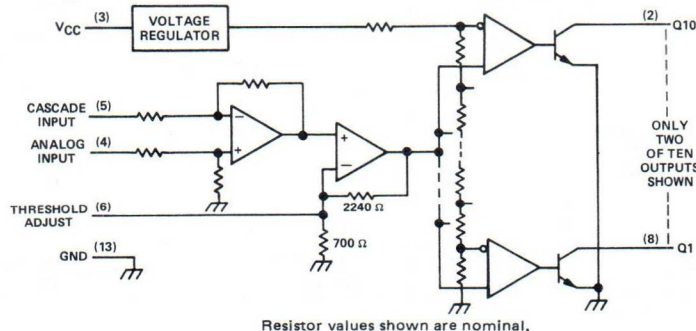 VCC (3) VOLTAGE REGULATOR (2) Q10
CASCADE INPUT (5) − +
ANALOG INPUT (4) + −
THRESHOLD ADJUST (6) 2240 Ω
700 Ω
GND (13)
(8) Q1
ONLY
TWO
OF TEN
OUTPUTS
SHOWN
Resistor values shown are nominal.